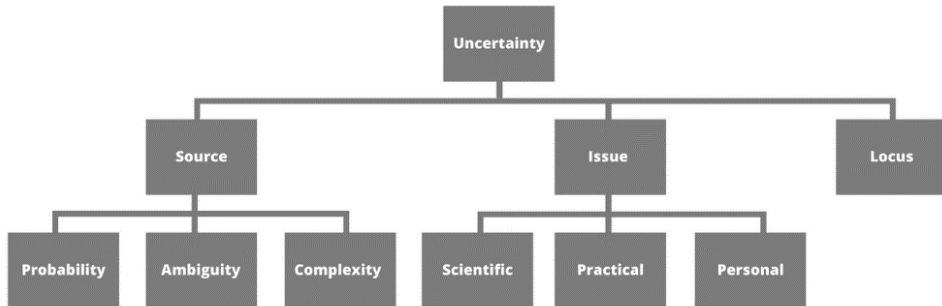 Uncertainty
Source
Issue
Locus
Probability
Ambiguity
Complexity
Scientific
Practical
Personal